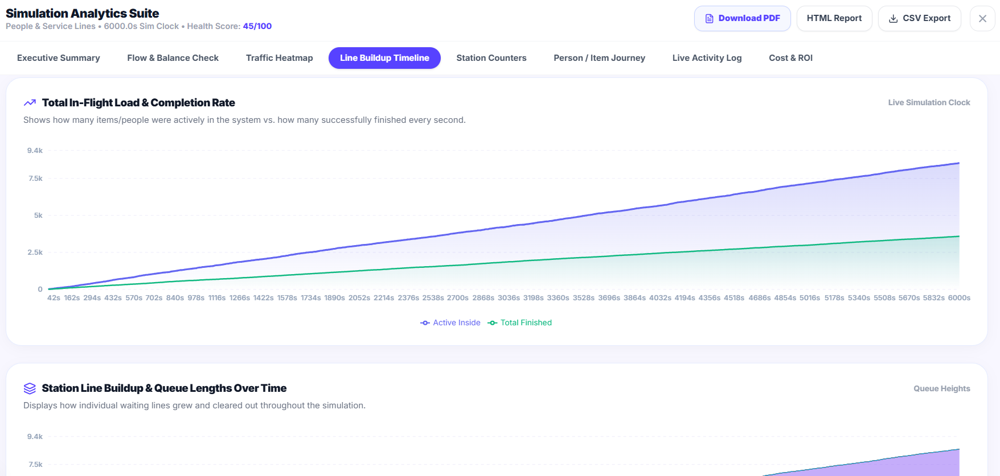 Simulation Analytics Suite
People & Service Lines • 6000.0s Sim Clock • Health Score: 45/100
Download PDF
HTML Report
CSV Export
Executive Summary
Flow & Balance Check
Traffic Heatmap
Line Buildup Timeline
Station Counters
Person / Item Journey
Live Activity Log
Cost & ROI
Total In-Flight Load & Completion Rate
Live Simulation Clock
Shows how many items/people were actively in the system vs. how many successfully finished every second.
9.4k
7.5k
5k
2.5k
0
42s 162s 294s 432s 570s 702s 840s 978s 1116s 1266s 1422s 1578s 1734s 1890s 2052s 2214s 2376s 2538s 2700s 2868s 3036s 3198s 3360s 3528s 3696s 3864s 4032s 4194s 4356s 4518s 4686s 4854s 5016s 5178s 5340s 5508s 5670s 5832s 6000s
Active Inside
Total Finished
Station Line Buildup & Queue Lengths Over Time
Queue Heights
Displays how individual waiting lines grew and cleared out throughout the simulation.
9.4k
7.5k